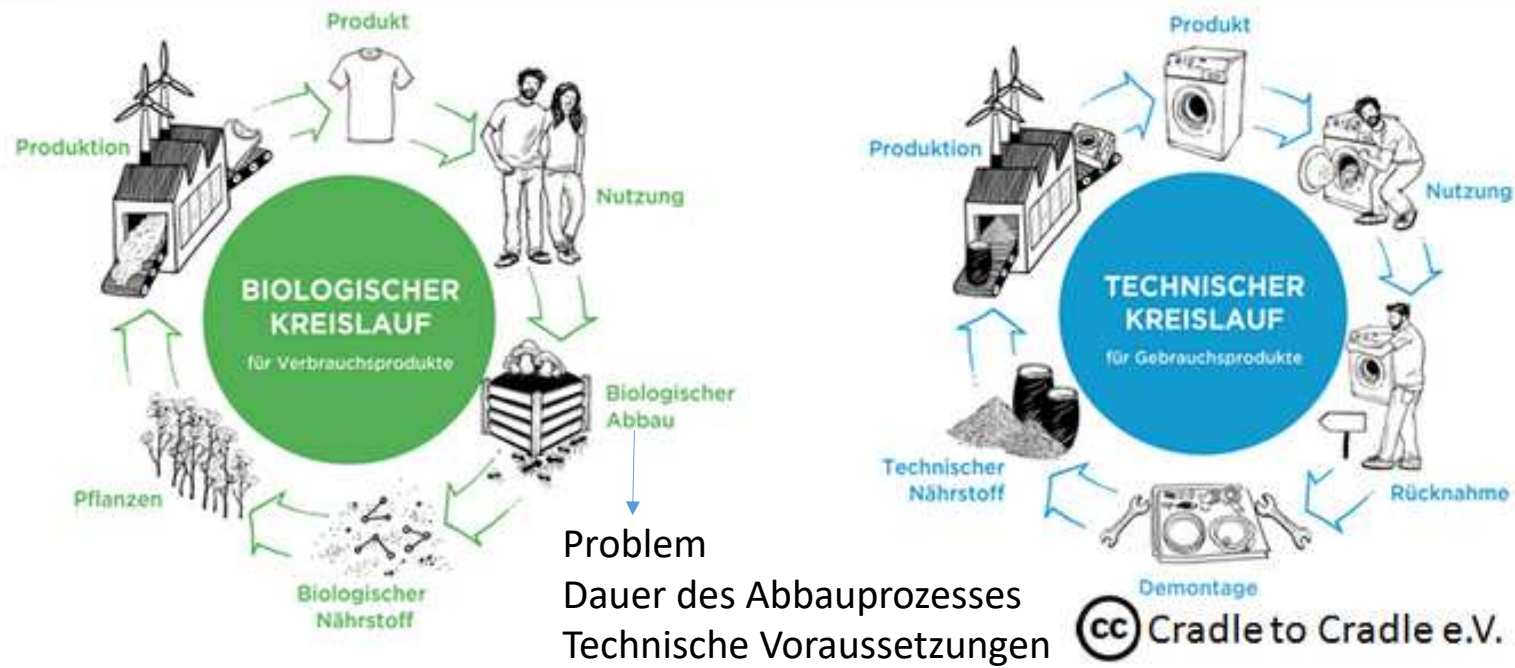 Produkt
Produktion
Nutzung
BIOLOGISCHER
KREISLAUF
für Verbrauchsprodukte
Biologischer
Abbau
Pflanzen
Biologischer
Nährstoff
Problem
Dauer des Abbauprozesses
Technische Voraussetzungen
Produkt
Produktion
Nutzung
TECHNISCHER
KREISLAUF
für Gebrauchsprodukte
Technischer
Nährstoff
Rücknahme
Demontage
cc Cradle to Cradle e.V.